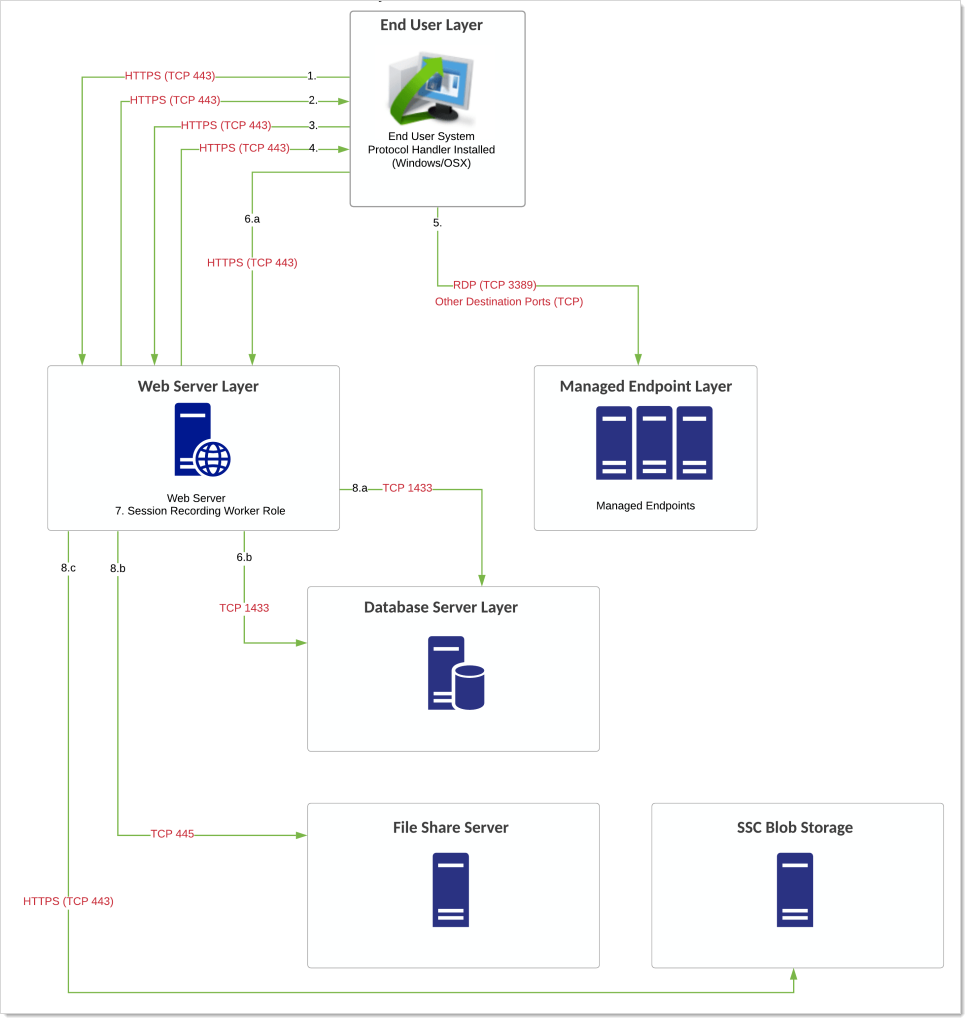 End User Layer
HTTPS (TCP 443) 1.
HTTPS (TCP 443) 2.
HTTPS (TCP 443) 3.
HTTPS (TCP 443) 4.
End User System
Protocol Handler Installed
(Windows/OSX)
6.a
5.
HTTPS (TCP 443)
RDP (TCP 3389)
Other Destination Ports (TCP)
Web Server Layer
Managed Endpoint Layer
Web Server
7. Session Recording Worker Role
Managed Endpoints
8.a TCP 1433
6.b
8.c
8.b
TCP 1433
Database Server Layer
File Share Server
SSC Blob Storage
TCP 445
HTTPS (TCP 443)